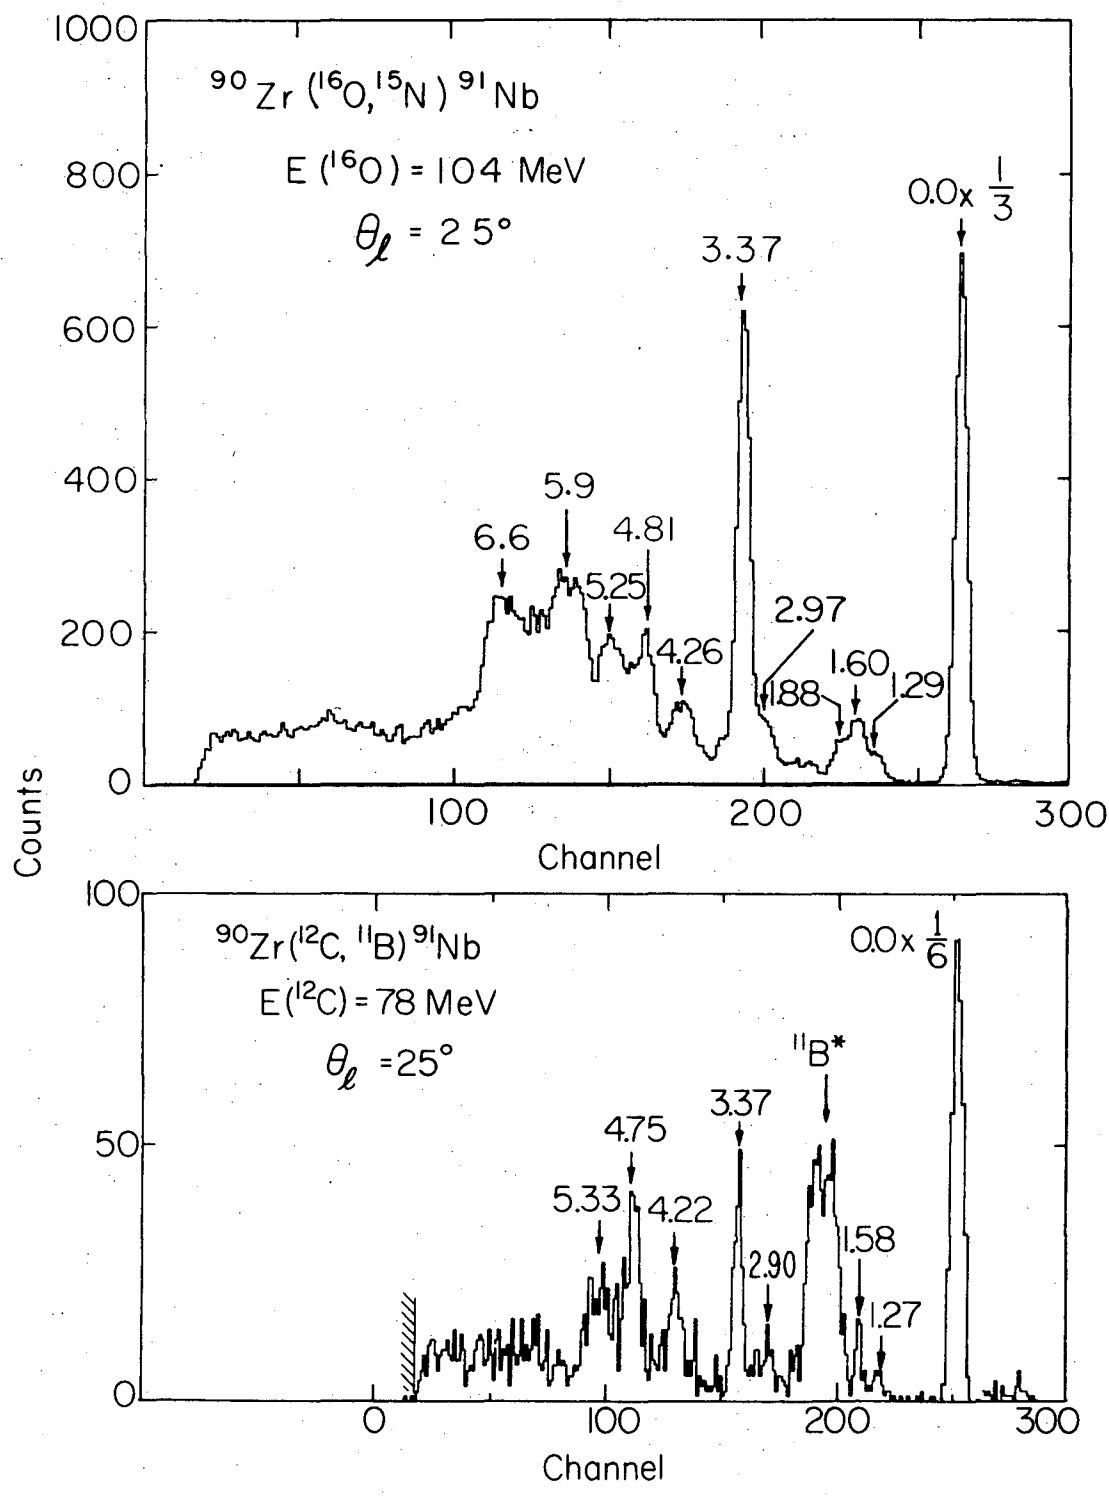 1000
⁹⁰Zr(¹⁶O,¹⁵N)⁹¹Nb
E(¹⁶O) = 104 MeV
θℓ = 25°
800
0.0x 1/3
3.37
600
400
5.9
6.6
4.81
5.25
2.97
200
4.26
1.60
1.88
1.29
0
100
200
300
Channel
Counts
100
⁹⁰Zr(¹²C, ¹¹B)⁹¹Nb
0.0x 1/6
E(¹²C) = 78 MeV
θℓ = 25°
¹¹B*
3.37
50
4.75
5.33
4.22
1.58
2.90
1.27
0
0
100
200
300
Channel